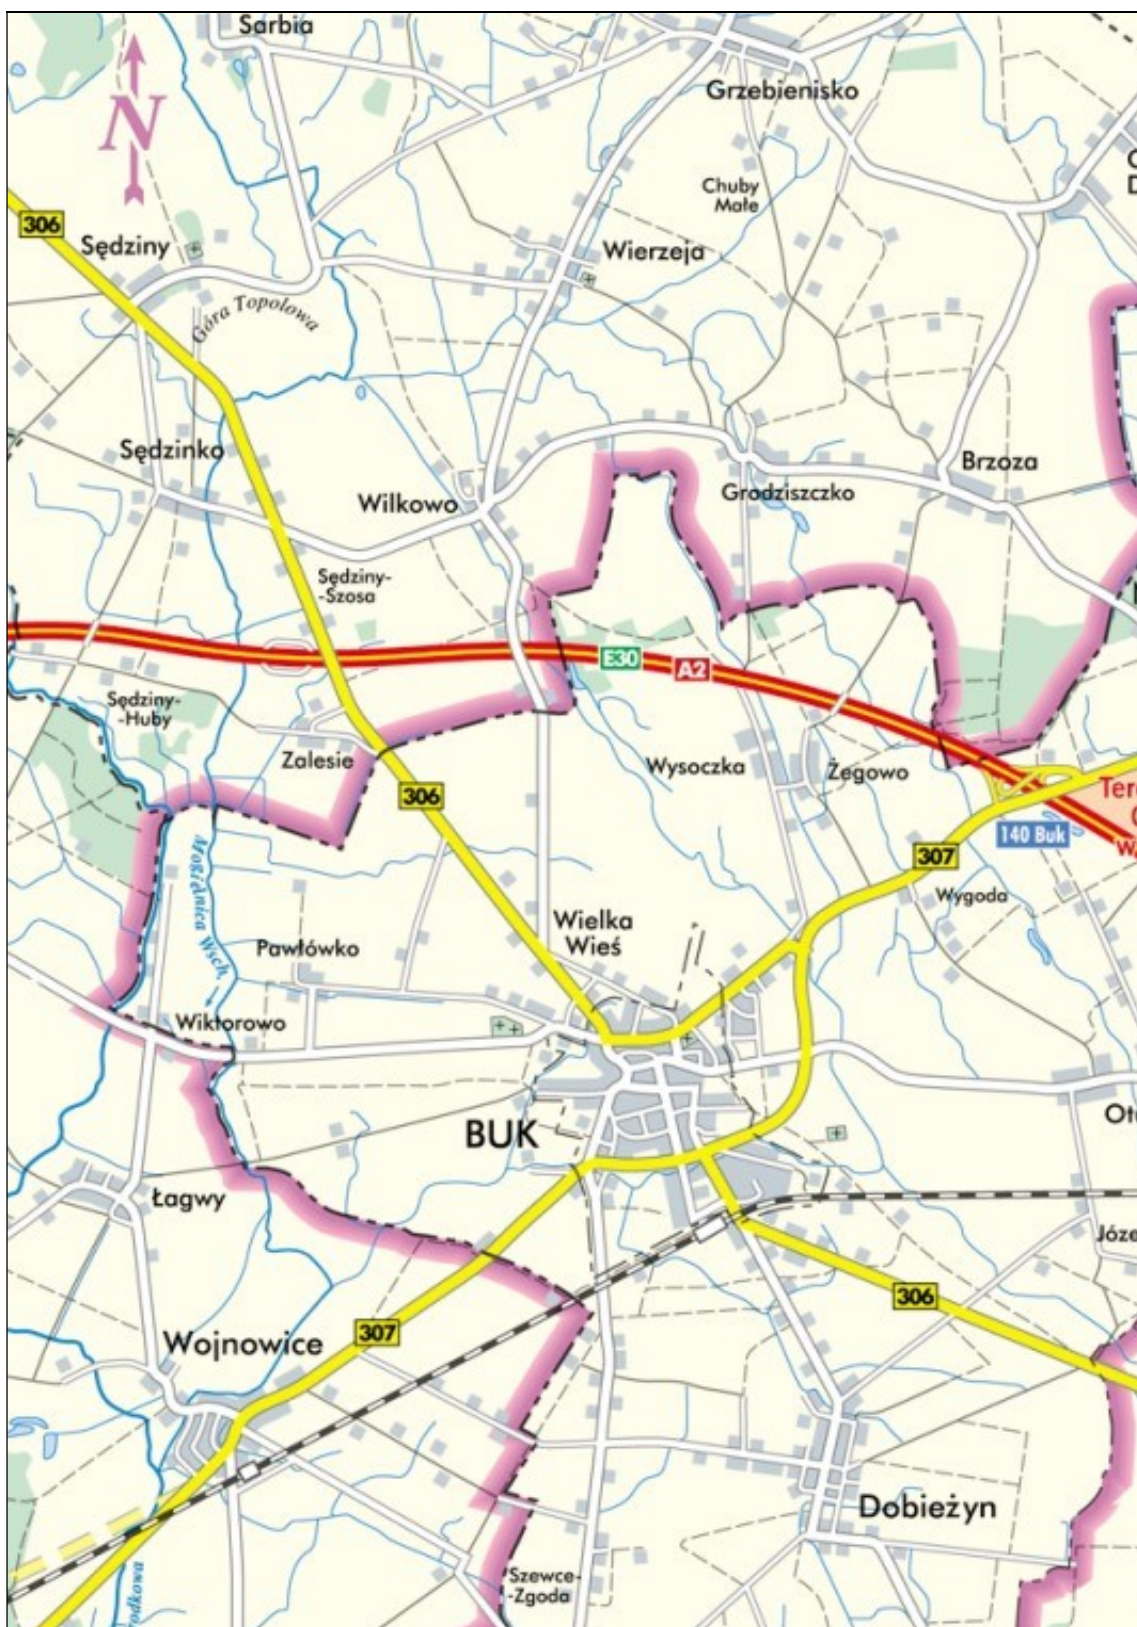 Sarbia
N
Grzebienisko
Chuby
Małe
306
Sędziny
Wierzeja
Góra Topolowa
Sędzinko
Brzoza
Wilkowo
Grodziszczko
Sędziny-
-Szosa
E30
A2
Sędziny-
-Huby
Zalesie
Wysoczka
Żegowo
306
140 Buk
307
Wygoda
Mogielnica Wsch.
Wielka
Wieś
Pawłówko
Wiktorowo
BUK
Łagwy
306
307
Wojnowice
Dobieżyn
Szewce-
-Zgoda